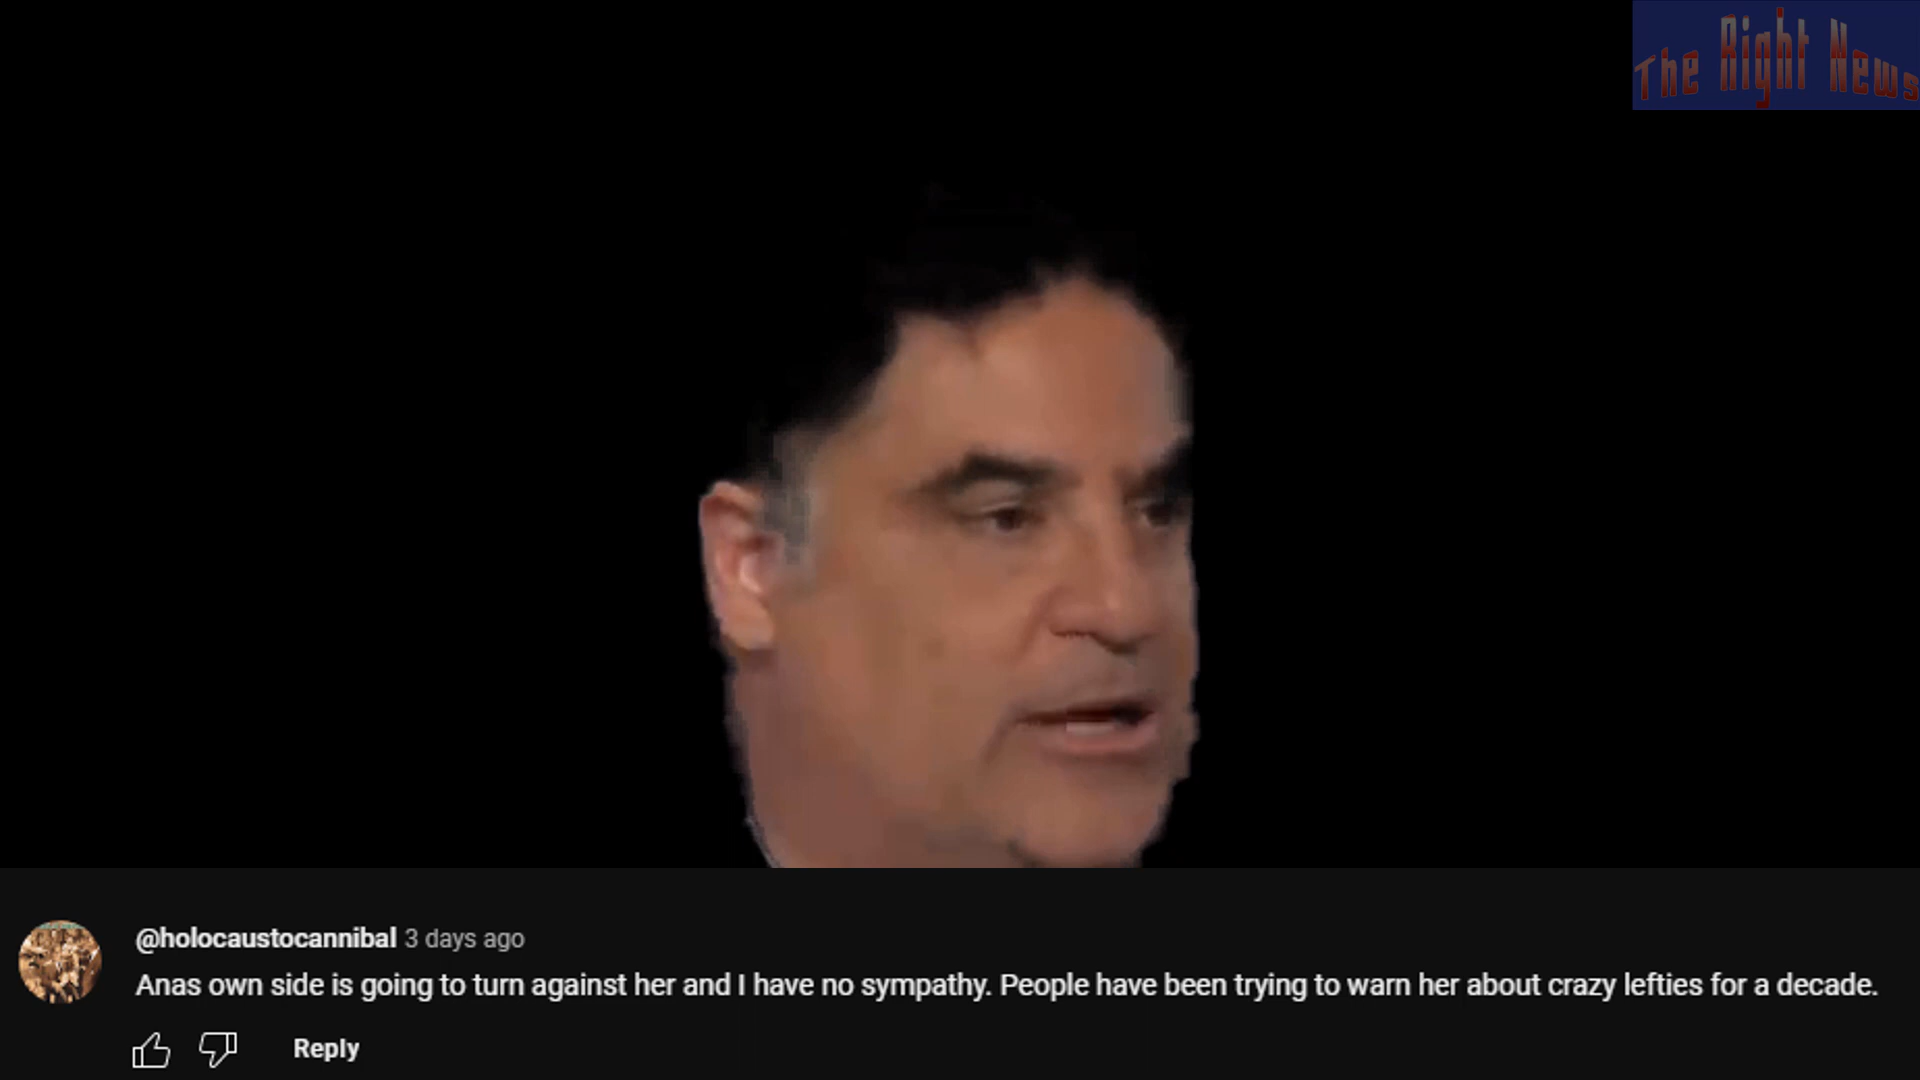 The Right News
@holocaustocannibal 3 days ago
Anas own side is going to turn against her and I have no sympathy. People have been trying to warn her about crazy lefties for a decade.
Reply